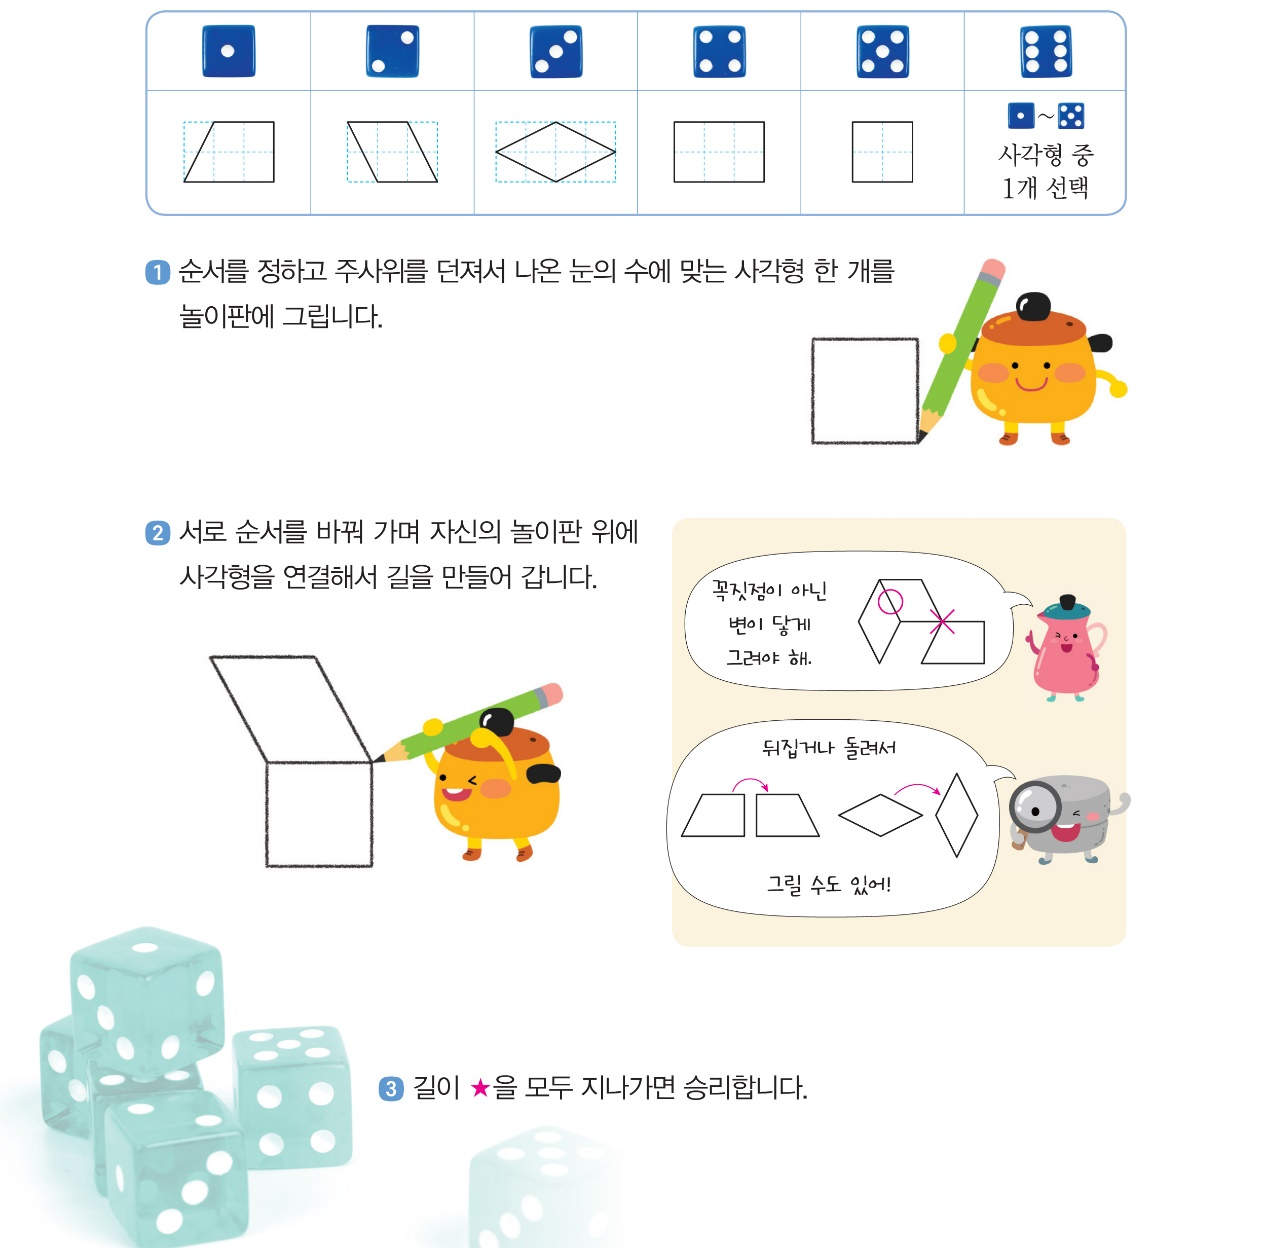 ~
사각형 중
1개 선택
1 순서를 정하고 주사위를 던져서 나온 눈의 수에 맞는 사각형 한 개를
놀이판에 그립니다.
2 서로 순서를 바꿔 가며 자신의 놀이판 위에
사각형을 연결해서 길을 만들어 갑니다.
꼭짓점이 아닌
변이 닿게
그려야 해.
뒤집거나 돌려서
그릴 수도 있어!
3 길이 ★을 모두 지나가면 승리합니다.